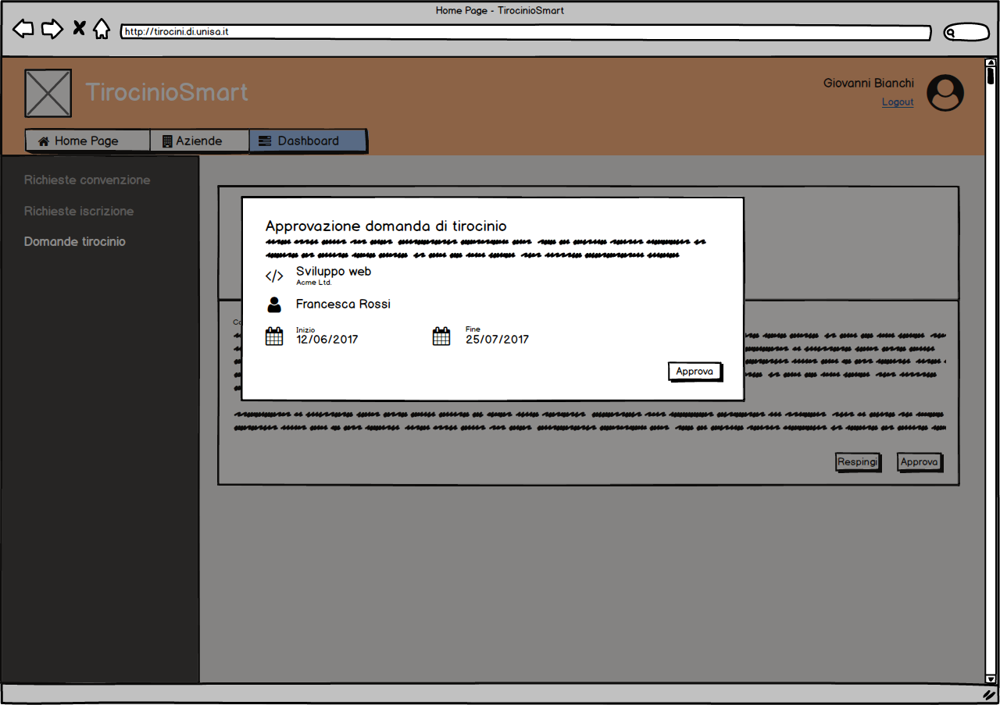 Home Page - TirocinioSmart
http://tirocini.di.unisa.it
TirocinioSmart
Giovanni Bianchi
Logout
Home Page
Aziende
Dashboard
Richieste convenzione
Richieste iscrizione
Domande tirocinio
Approvazione domanda di tirocinio
Sviluppo web
Acme Ltd.
Francesca Rossi
Inizio
12/06/2017
Fine
25/07/2017
Approva
Respingi
Approva